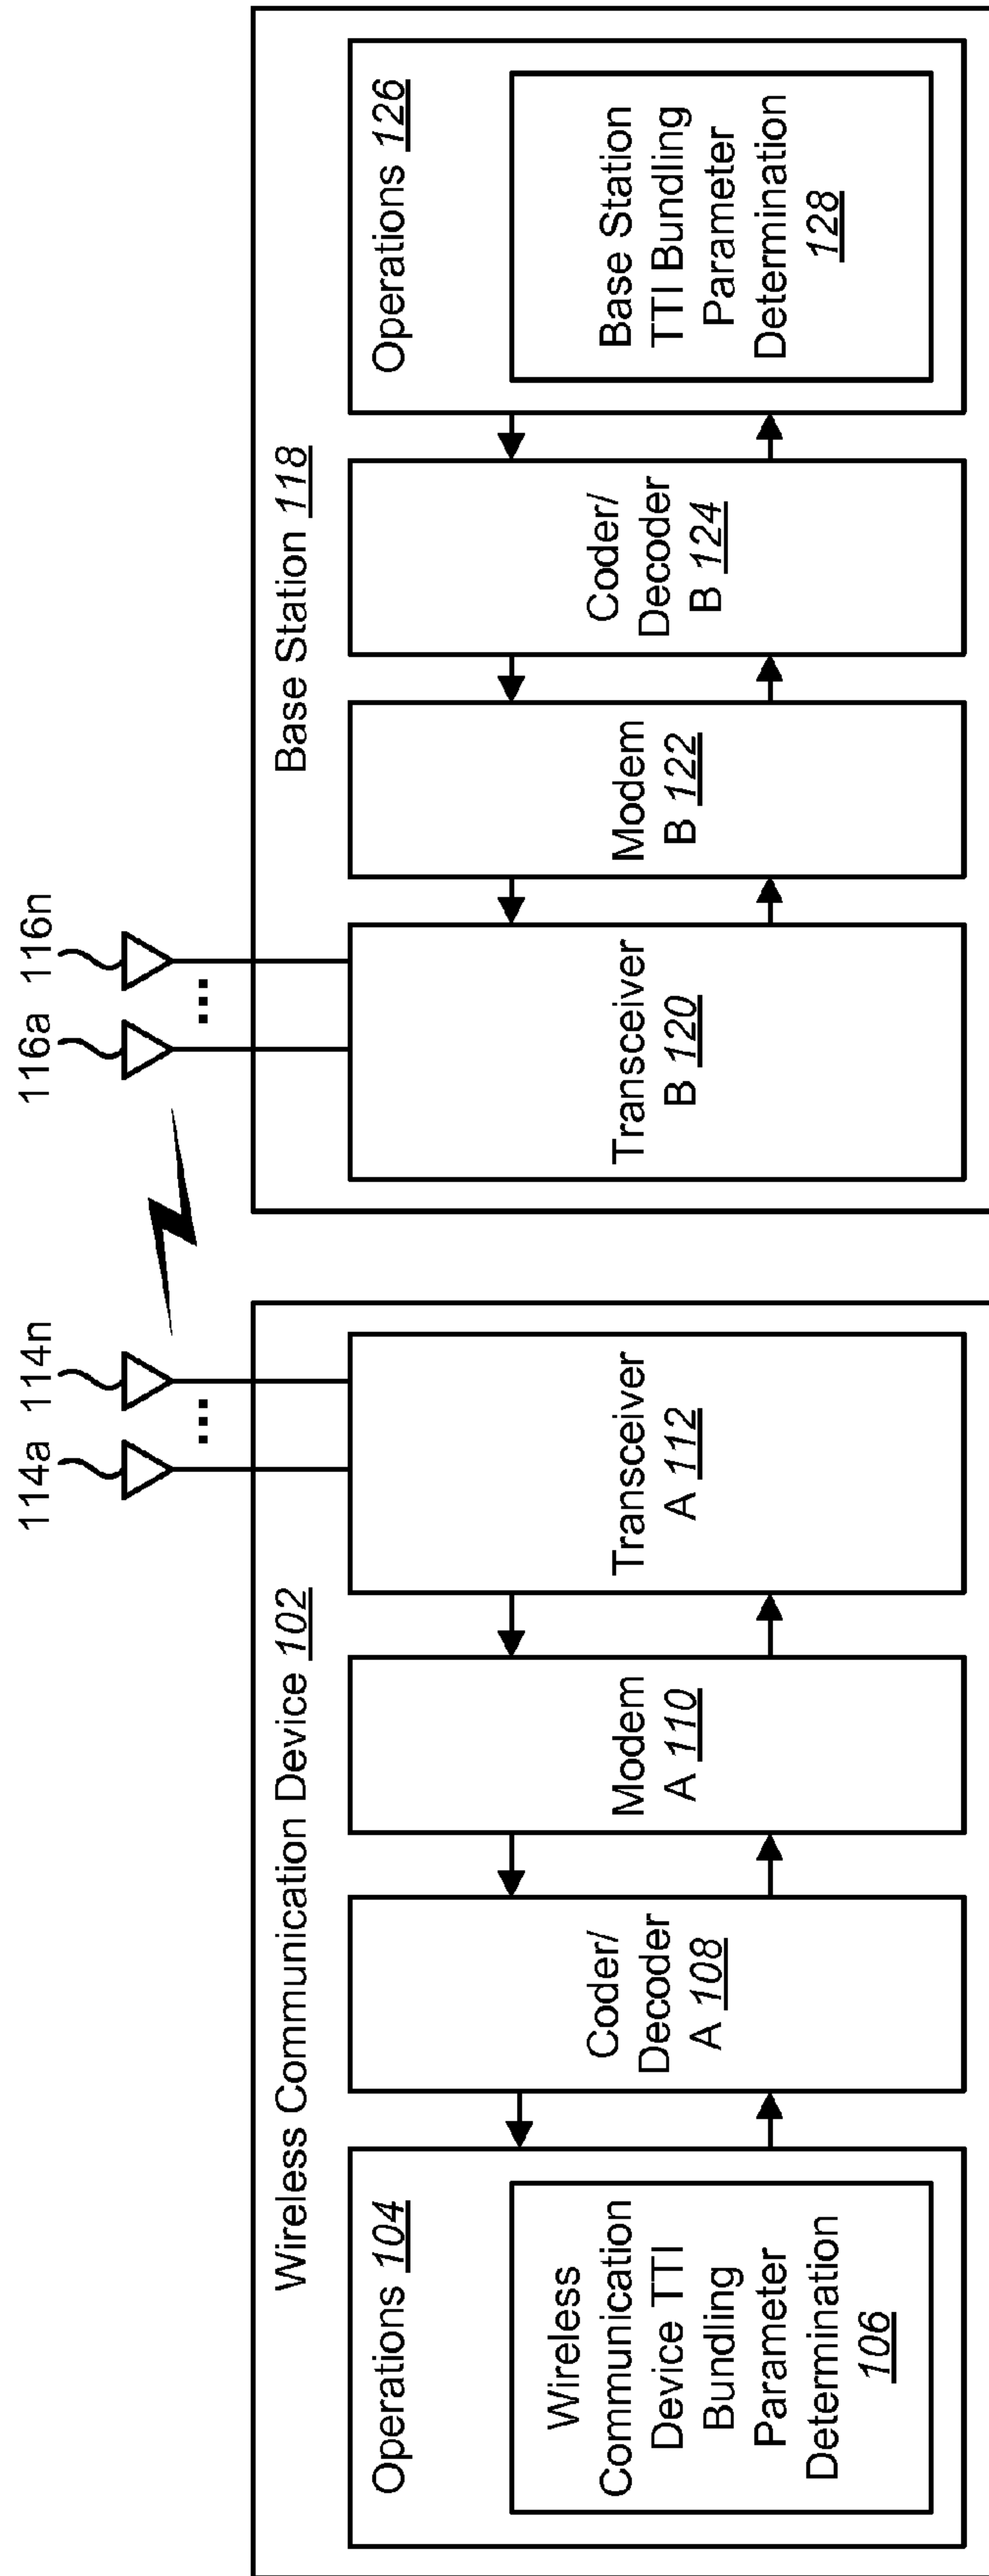 114a
114n
116a
116n
Wireless Communication Device 102
Operations 104
Wireless
Communication
Device TTI
Bundling
Parameter
Determination
106
Coder/
Decoder
A 108
Modem
A 110
Transceiver
A 112
Base Station 118
Transceiver
B 120
Modem
B 122
Coder/
Decoder
B 124
Operations 126
Base Station
TTI Bundling
Parameter
Determination
128